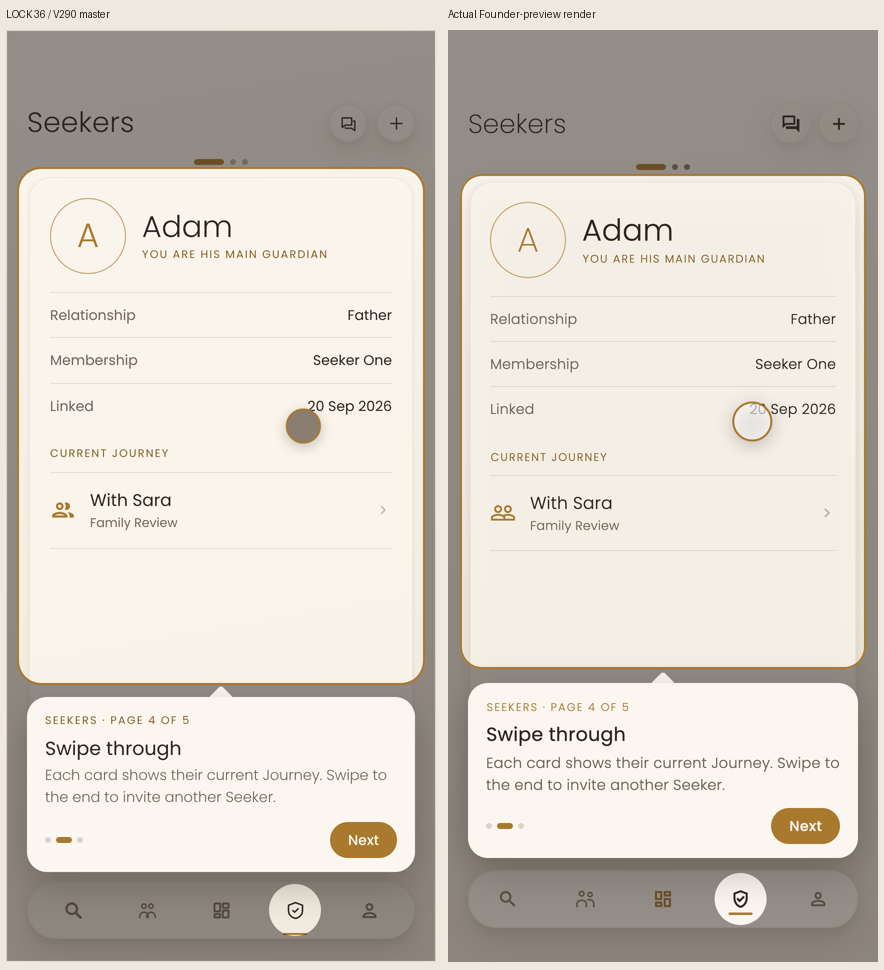 LOCK 36 / V290 master
Seekers
A
Adam
YOU ARE HIS MAIN GUARDIAN
Relationship Father
Membership Seeker One
Linked 20 Sep 2026
CURRENT JOURNEY
With Sara
Family Review
SEEKERS · PAGE 4 OF 5
Swipe through
Each card shows their current Journey. Swipe to
the end to invite another Seeker.
Next
Actual Founder-preview render
Seekers
A
Adam
YOU ARE HIS MAIN GUARDIAN
Relationship Father
Membership Seeker One
Linked 20 Sep 2026
CURRENT JOURNEY
With Sara
Family Review
SEEKERS · PAGE 4 OF 5
Swipe through
Each card shows their current Journey. Swipe to
the end to invite another Seeker.
Next